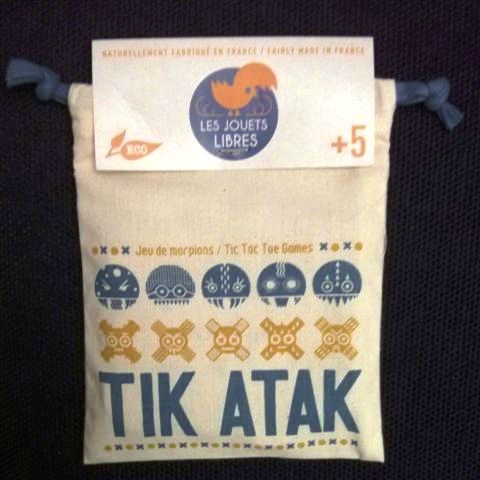 NATURELLEMENT FABRIQUÉ EN FRANCE / FAIRLY MADE IN FRANCE
LES JOUETS
LIBRES
ECO
+5
Jeu de morpions / Tic Tac Toe Games
TIK ATAK